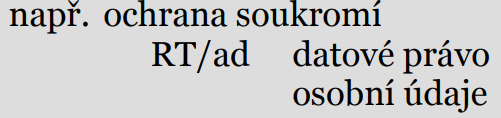 např. ochrana soukromí
RT/ad datové právo
osobní údaje